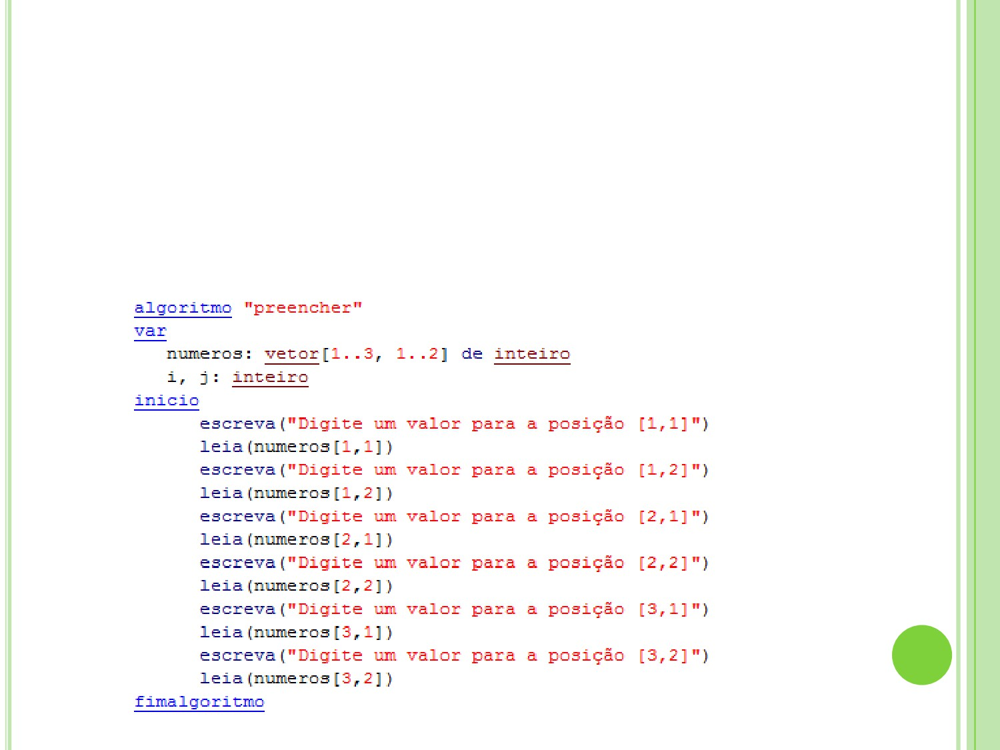 algoritmo "preencher"
var
numeros: vetor[1..3, 1..2] de inteiro
i, j: inteiro
inicio
escreva("Digite um valor para a posição [1,1]")
leia(numeros[1,1])
escreva("Digite um valor para a posição [1,2]")
leia(numeros[1,2])
escreva("Digite um valor para a posição [2,1]")
leia(numeros[2,1])
escreva("Digite um valor para a posição [2,2]")
leia(numeros[2,2])
escreva("Digite um valor para a posição [3,1]")
leia(numeros[3,1])
escreva("Digite um valor para a posição [3,2]")
leia(numeros[3,2])
fimalgoritmo